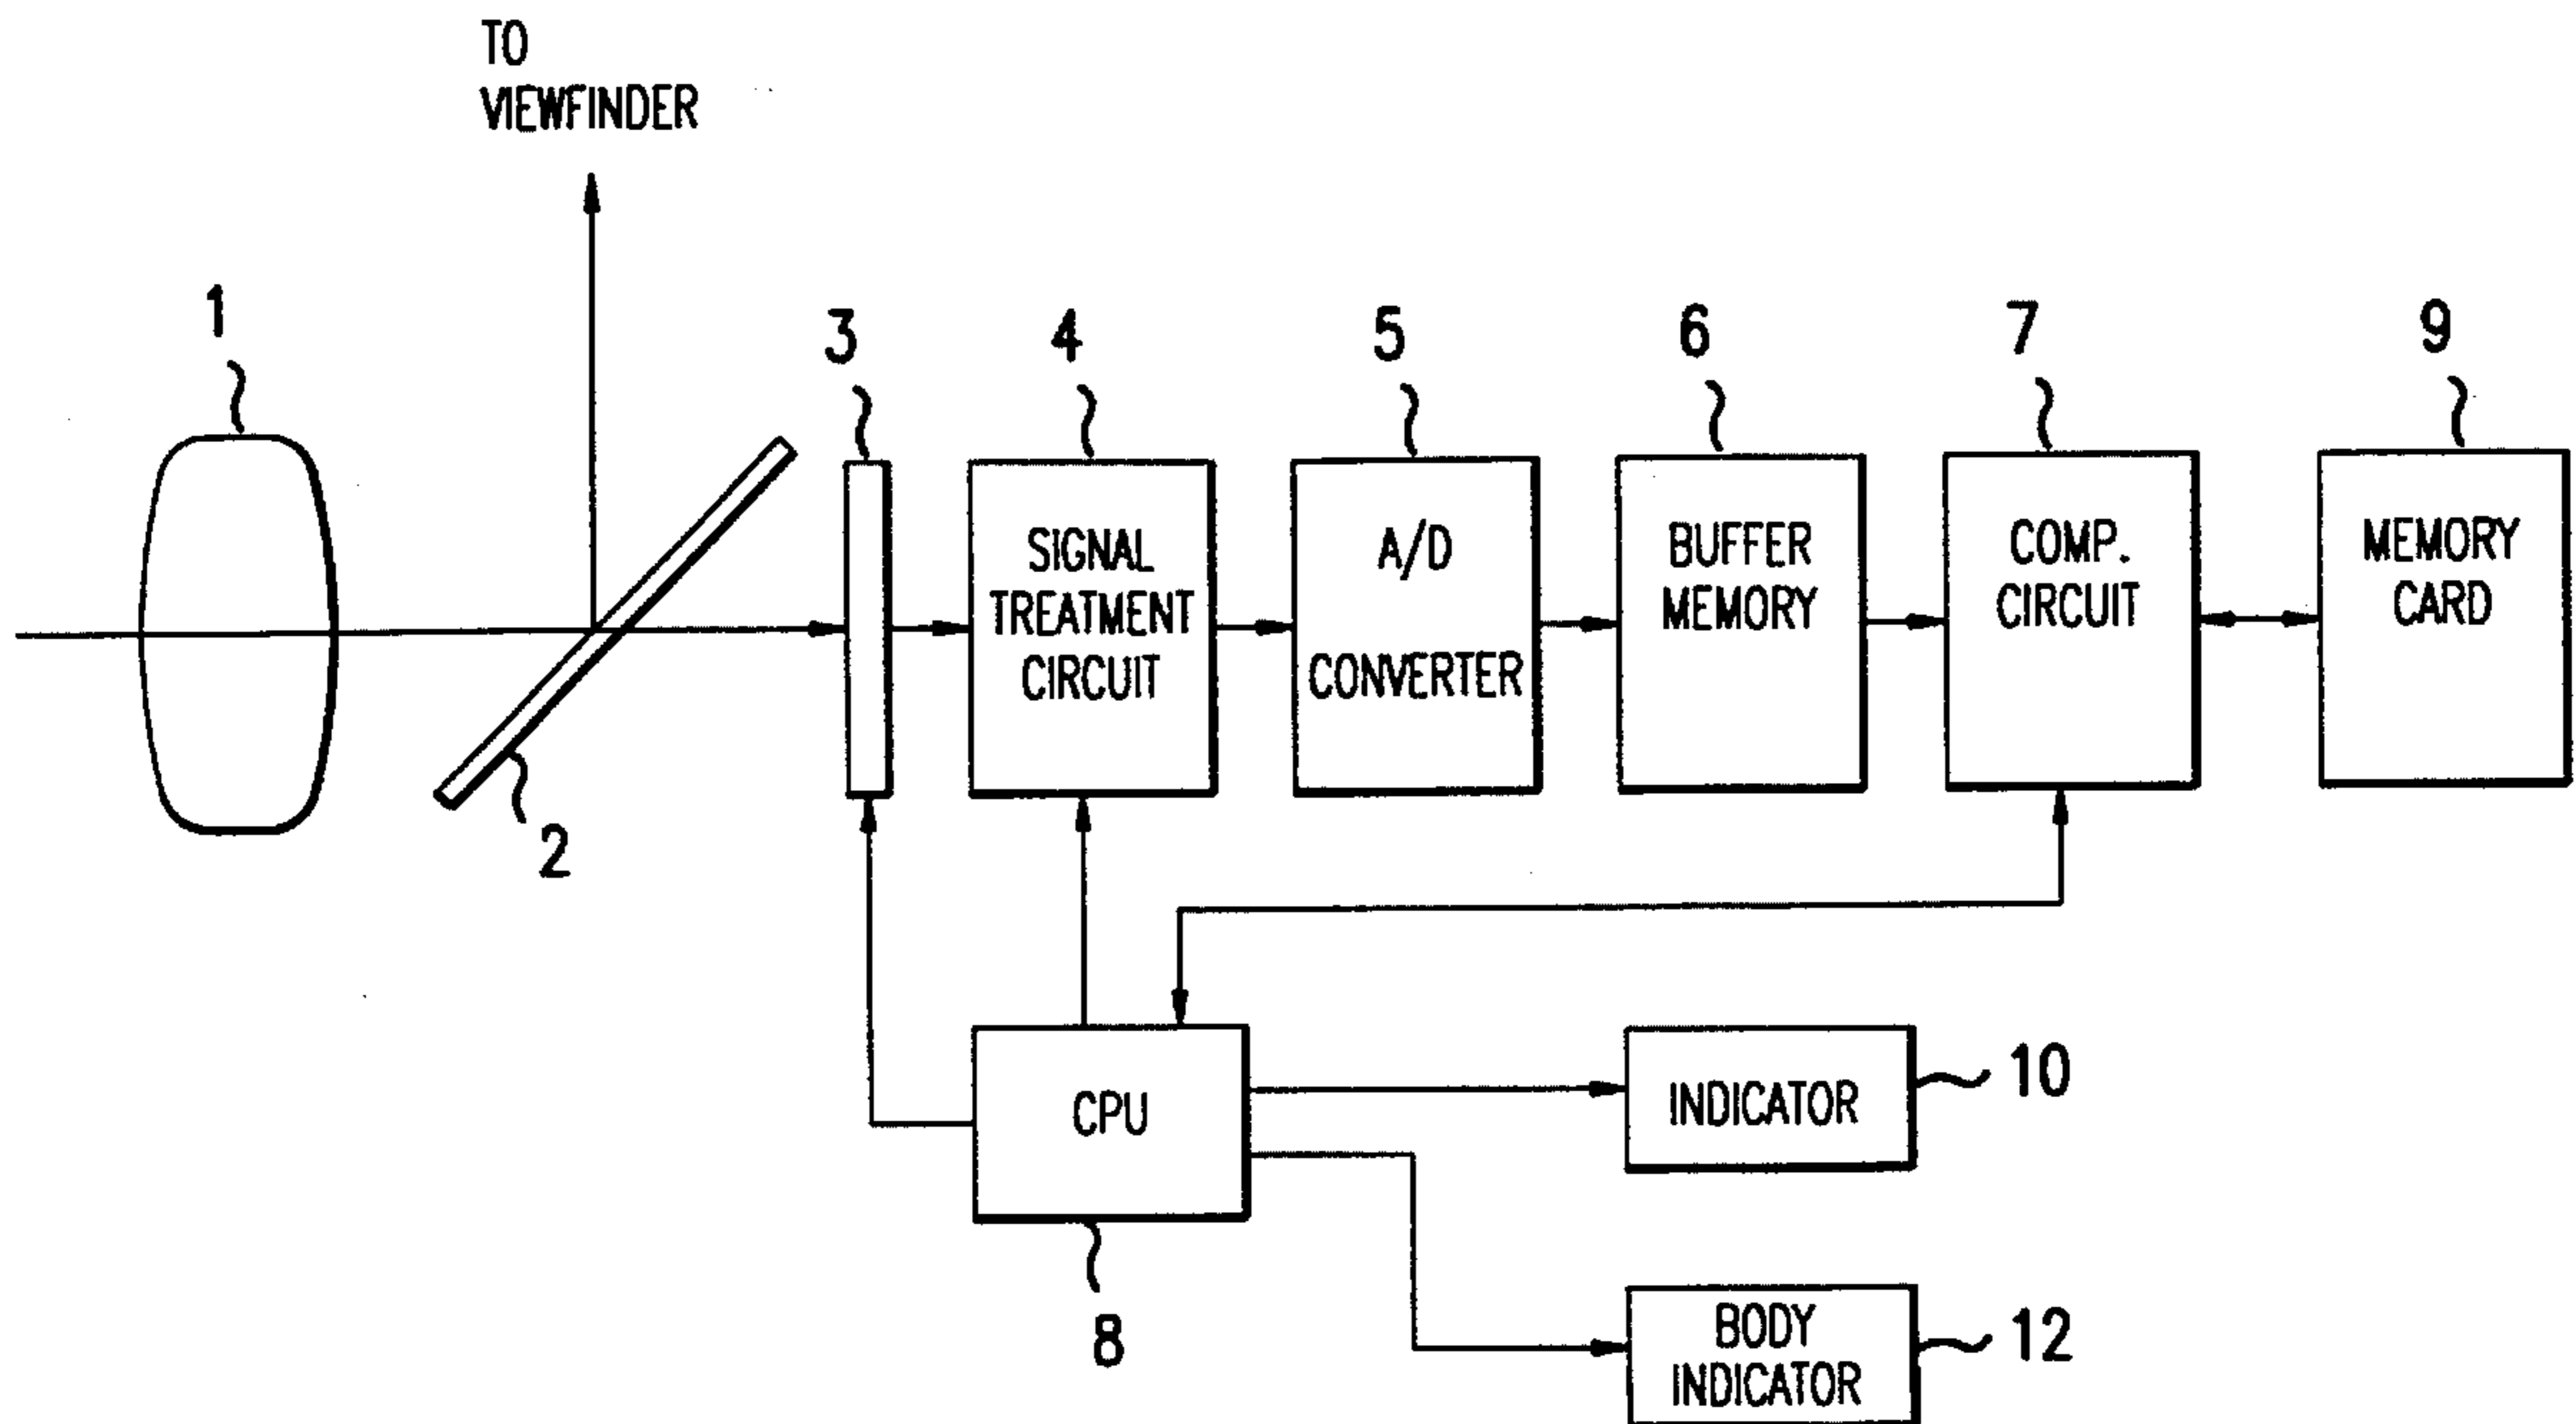 TO
VIEWFINDER
1
3
4
5
6
7
9
SIGNAL
TREATMENT
CIRCUIT
A/D
CONVERTER
BUFFER
MEMORY
COMP.
CIRCUIT
MEMORY
CARD
2
CPU
8
INDICATOR
10
BODY
INDICATOR
12